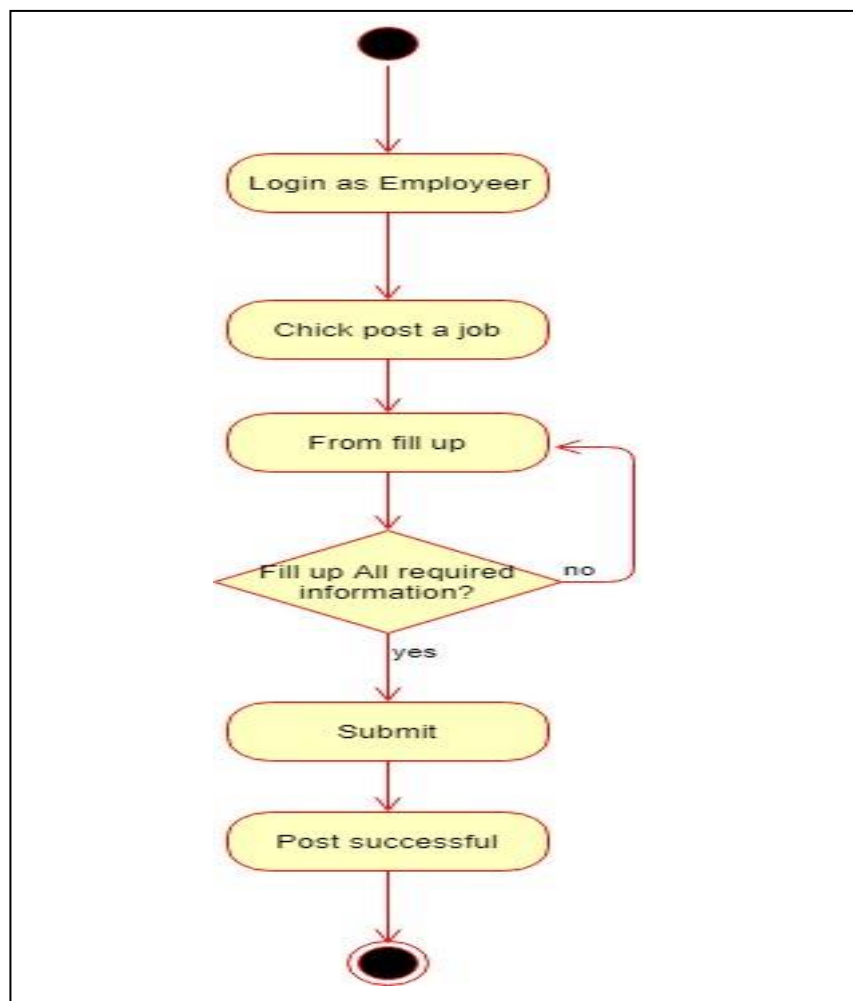 Login as Employeer
Chick post a job
From fill up
Fill up All required
information?
no
yes
Submit
Post successful